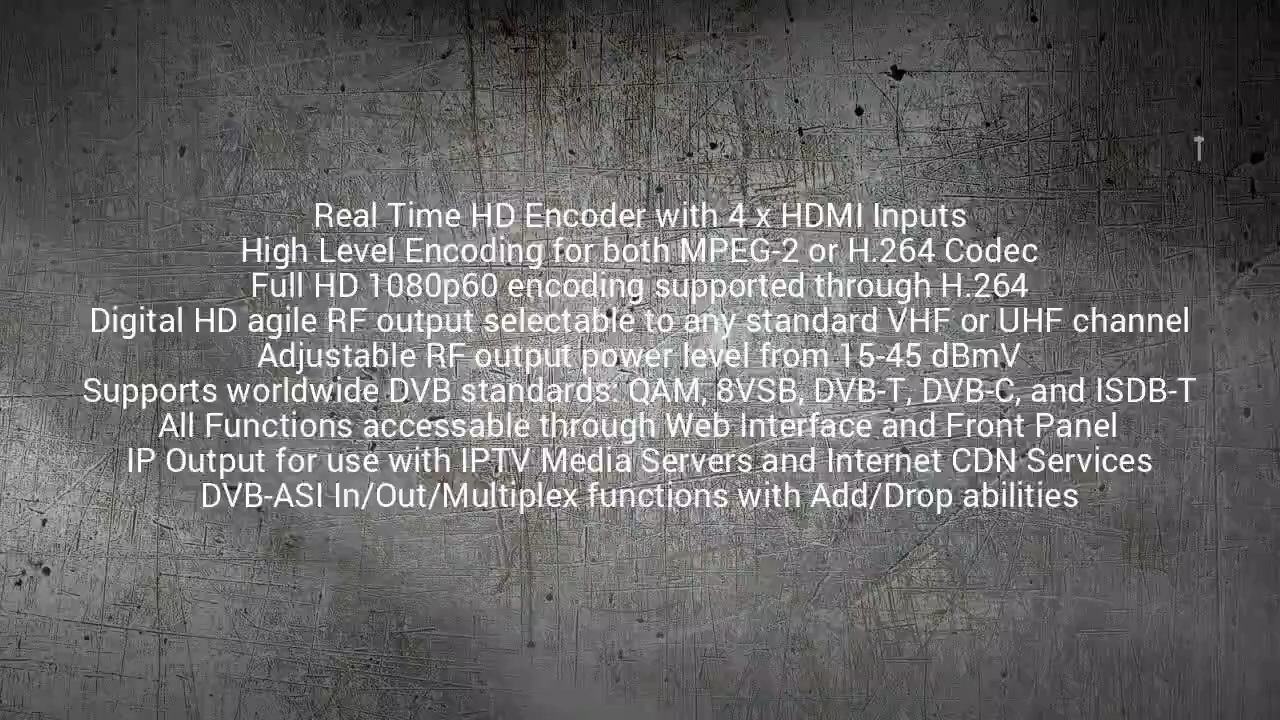 Real Time HD Encoder with 4 x HDMI Inputs
High Level Encoding for both MPEG-2 or H.264 Codec
Full HD 1080p60 encoding supported through H.264
Digital HD agile RF output selectable to any standard VHF or UHF channel
Adjustable RF output power level from 15-45 dBmV
Supports worldwide DVB standards: QAM, 8VSB, DVB-T, DVB-C, and ISDB-T
All Functions accessable through Web Interface and Front Panel
IP Output for use with IPTV Media Servers and Internet CDN Services
DVB-ASI In/Out/Multiplex functions with Add/Drop abilities